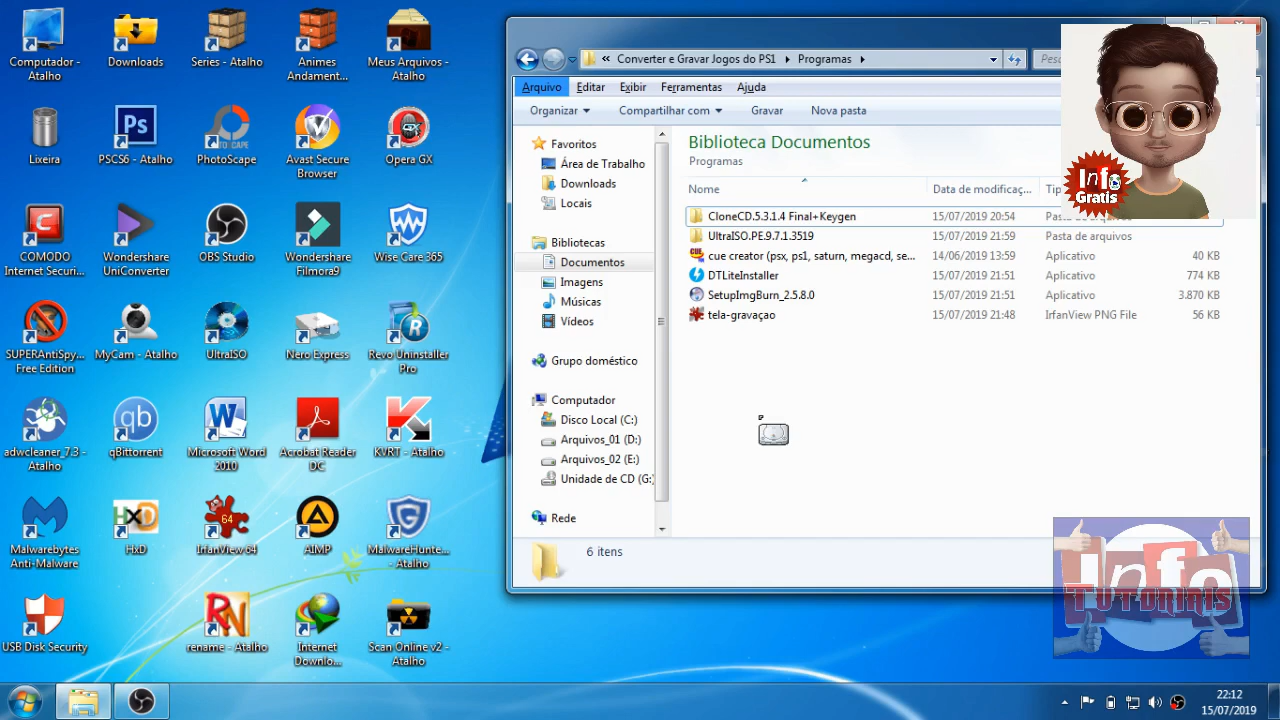 Computador - Atalho
Downloads
Series - Atalho
Animes Andament...
Meus Arquivos - Atalho
Lixeira
PSCS6 - Atalho
PhotoScape
Avast Secure Browser
Opera GX
COMODO Internet Securi...
Wondershare UniConverter
OBS Studio
Wondershare Filmora9
Wise Care 365
SUPERAntiSpy... Free Edition
MyCam - Atalho
UltraISO
Nero Express
Revo Uninstaller Pro
adwcleaner_7.3 - Atalho
qBittorrent
Microsoft Word 2010
Acrobat Reader DC
KVRT - Atalho
Malwarebytes Anti-Malware
HxD
IrfanView 64
AIMP
MalwareHunte... - Atalho
USB Disk Security
rename - Atalho
Internet Downlo...
Scan Online v2 - Atalho
« Converter e Gravar Jogos do PS1 Programas
Arquivo Editar Exibir Ferramentas Ajuda
Organizar Compartilhar com Gravar Nova pasta
Favoritos
Área de Trabalho
Downloads
Locais
Bibliotecas
Documentos
Imagens
Músicas
Vídeos
Grupo doméstico
Computador
Disco Local (C:)
Arquivos_01 (D:)
Arquivos_02 (E:)
Unidade de CD (G:)
Rede
Biblioteca Documentos
Programas
Nome Data de modificaç...
CloneCD.5.3.1.4 Final+Keygen 15/07/2019 20:54
UltraISO.PE.9.7.1.3519 15/07/2019 21:59 Pasta de arquivos
cue creator (psx, ps1, saturn, megacd, se... 14/06/2019 13:59 Aplicativo 40 KB
DTLiteInstaller 15/07/2019 21:51 Aplicativo 774 KB
SetupImgBurn_2.5.8.0 15/07/2019 21:51 Aplicativo 3.870 KB
tela-gravaçao 15/07/2019 21:48 IrfanView PNG File 56 KB
6 itens
Info
Gratis
Info
TUTORIAIS
22:12
15/07/2019